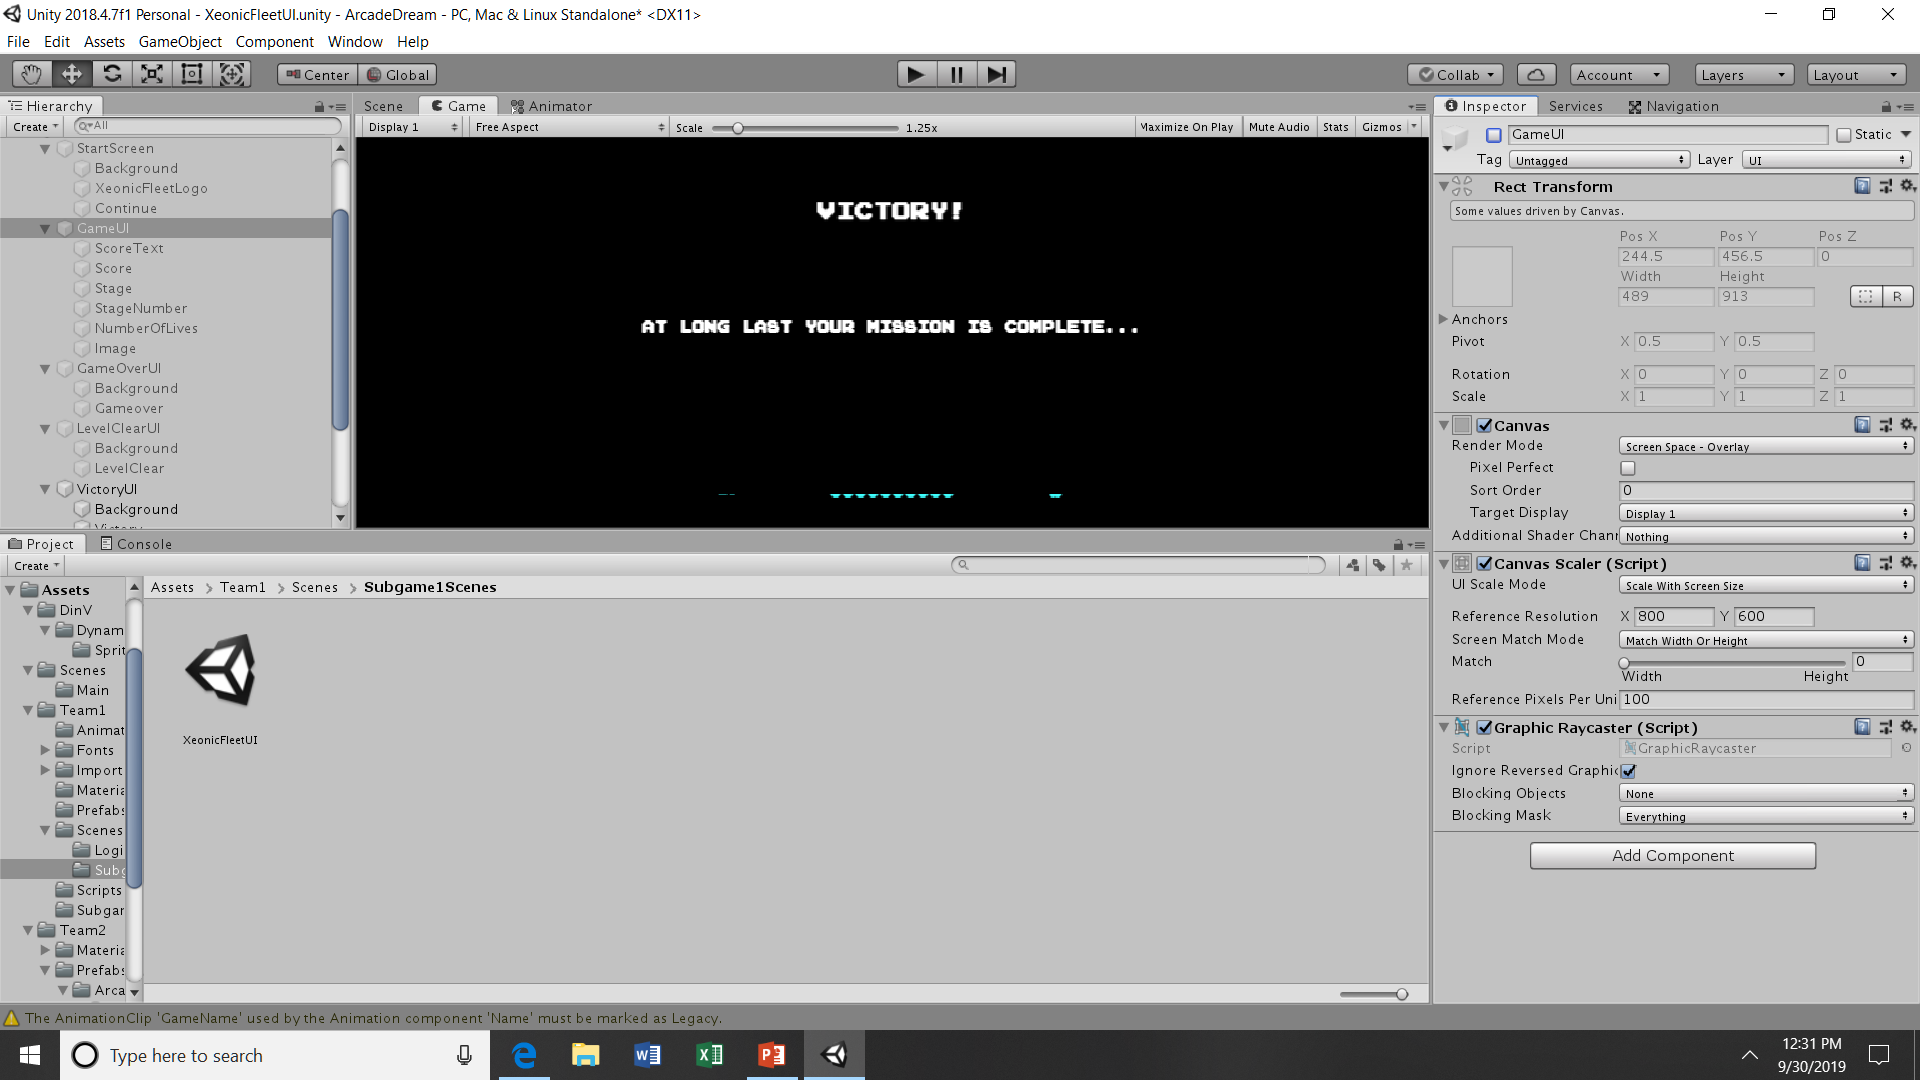 Unity 2018.4.7f1 Personal - XeonicFleetUI.unity - ArcadeDream - PC, Mac & Linux Standalone* <DX11>
File Edit Assets GameObject Component Window Help
Center Global Collab Account Layers Layout
Hierarchy
Create All
StartScreen
Background
XeonicFleetLogo
Continue
GameUI
ScoreText
Score
Stage
StageNumber
NumberOfLives
Image
GameOverUI
Background
Gameover
LevelClearUI
Background
LevelClear
VictoryUI
Background
Victory
Scene Game Animator
Display 1 Free Aspect Scale 1.25x Maximize On Play Mute Audio Stats Gizmos
VICTORY!
AT LONG LAST YOUR MISSION IS COMPLETE...
Inspector Services Navigation
GameUI Static
Tag Untagged Layer UI
Rect Transform
Some values driven by Canvas.
Pos X Pos Y Pos Z
244.5 456.5 0
Width Height
489 913 R
Anchors
Pivot X 0.5 Y 0.5
Rotation X 0 Y 0 Z 0
Scale X 1 Y 1 Z 1
Canvas
Render Mode Screen Space - Overlay
Pixel Perfect
Sort Order 0
Target Display Display 1
Additional Shader Chan Nothing
Canvas Scaler (Script)
UI Scale Mode Scale With Screen Size
Reference Resolution X 800 Y 600
Screen Match Mode Match Width Or Height
Match 0
Width Height
Reference Pixels Per Uni 100
Graphic Raycaster (Script)
Script GraphicRaycaster
Ignore Reversed Graphic
Blocking Objects None
Blocking Mask Everything
Add Component
Project Console
Create
Assets
DinV
Dynam
Sprit
Scenes
Main
Team1
Animat
Fonts
Import
Materia
Prefabs
Scenes
Logi
Subg
Scripts
Subgar
Team2
Materia
Prefabs
Arca
Assets > Team1 > Scenes > Subgame1Scenes
XeonicFleetUI
The AnimationClip 'GameName' used by the Animation component 'Name' must be marked as Legacy.
Type here to search
12:31 PM
9/30/2019